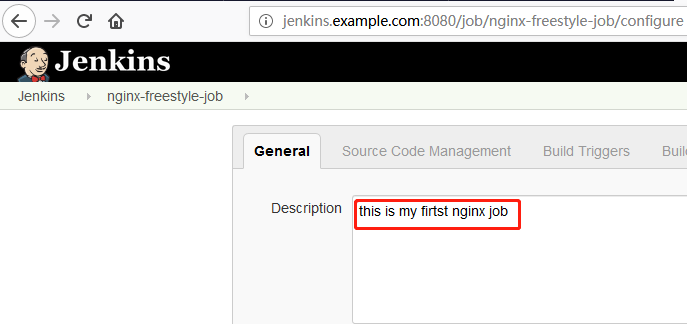 jenkins.example.com:8080/job/nginx-freestyle-job/configure
Jenkins
Jenkins nginx-freestyle-job
General Source Code Management Build Triggers Buil
Description this is my firtst nginx job